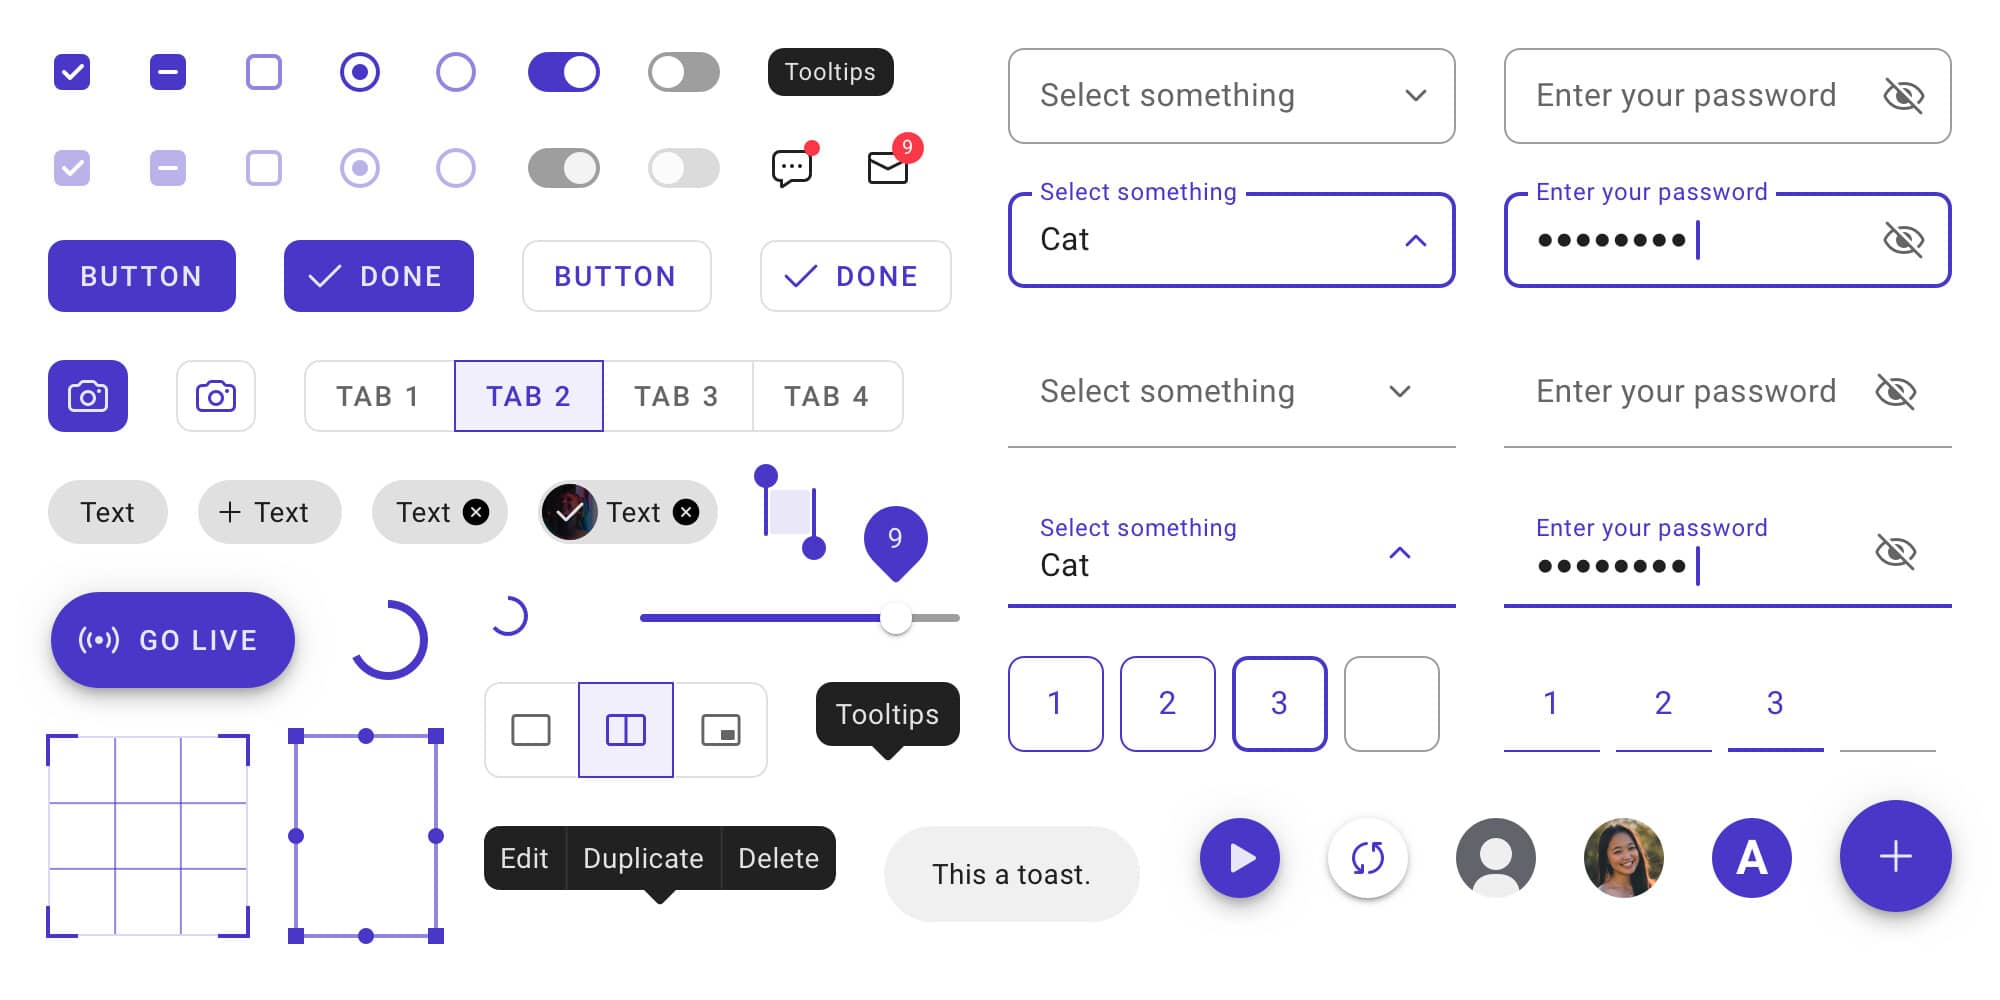 Tooltips
9
BUTTON
DONE
BUTTON
DONE
TAB 1
TAB 2
TAB 3
TAB 4
Text
Text
Text
Text
9
GO LIVE
Tooltips
Edit
Duplicate
Delete
This a toast.
Select something
Enter your password
Select something
Cat
Enter your password
••••••••
Select something
Enter your password
Select something
Cat
Enter your password
••••••••
1
2
3
1
2
3
A